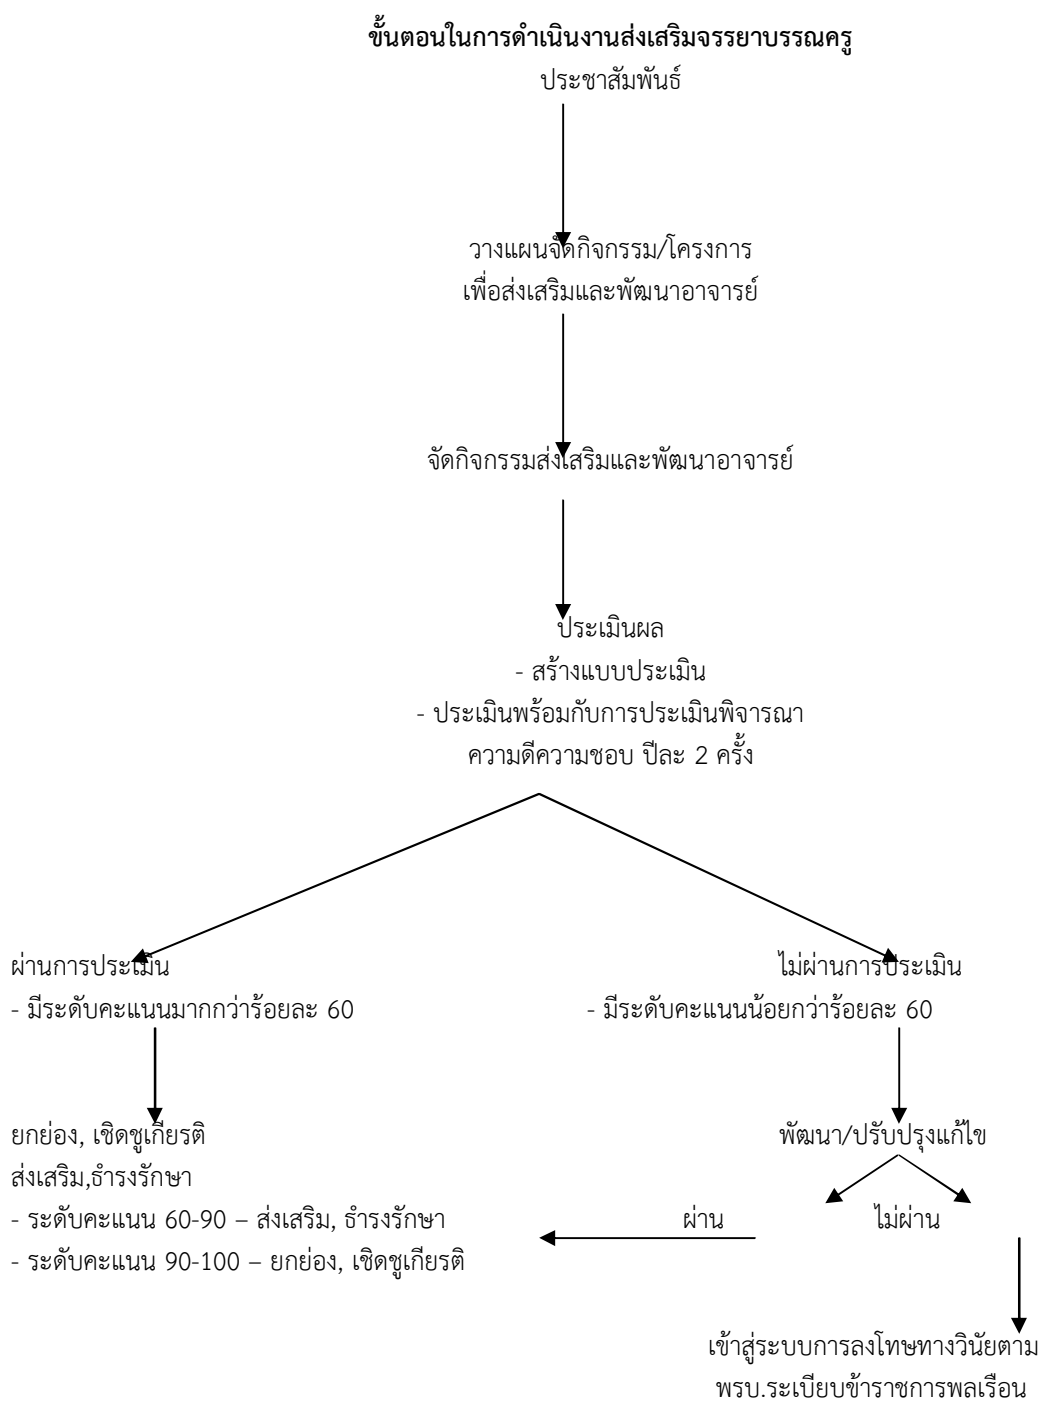 ขั้นตอนในการดำเนินงานส่งเสริมจรรยาบรรณครู
ประชาสัมพันธ์
วางแผนจัดกิจกรรม/โครงการ
เพื่อส่งเสริมและพัฒนาอาจารย์
จัดกิจกรรมส่งเสริมและพัฒนาอาจารย์
ประเมินผล
- สร้างแบบประเมิน
- ประเมินพร้อมกับการประเมินพิจารณา
ความดีความชอบ ปีละ 2 ครั้ง
ผ่านการประเมิน
- มีระดับคะแนนมากกว่าร้อยละ 60
ไม่ผ่านการประเมิน
- มีระดับคะแนนน้อยกว่าร้อยละ 60
ยกย่อง, เชิดชูเกียรติ
ส่งเสริม,ธำรงรักษา
- ระดับคะแนน 60-90 – ส่งเสริม, ธำรงรักษา
- ระดับคะแนน 90-100 – ยกย่อง, เชิดชูเกียรติ
พัฒนา/ปรับปรุงแก้ไข
ผ่าน
ไม่ผ่าน
เข้าสู่ระบบการลงโทษทางวินัยตาม
พรบ.ระเบียบข้าราชการพลเรือน